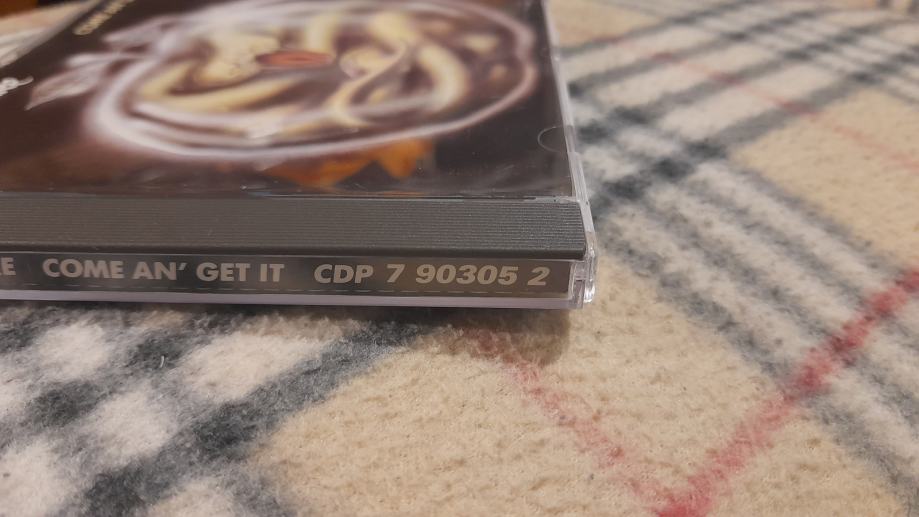 COME AN' GET IT CDP 7 90305 2